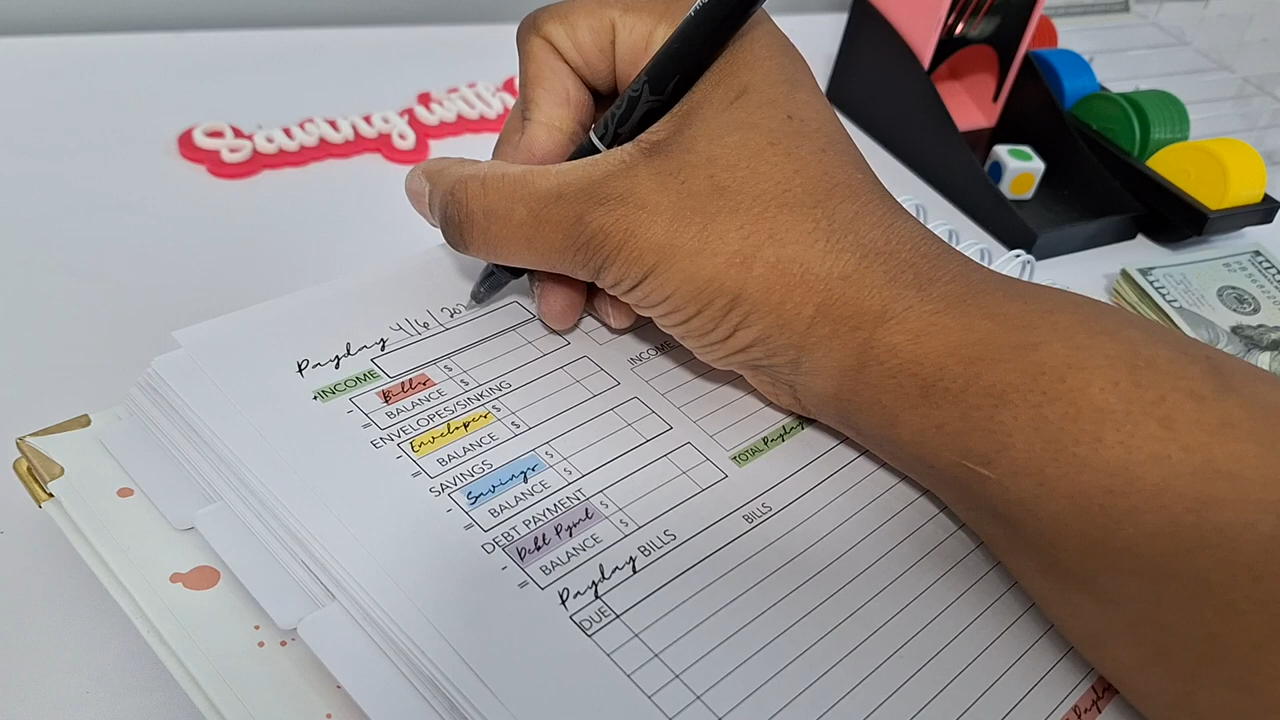 Saving with
Payday 4/6/202
INCOME
- Bills $
= BALANCE $
ENVELOPES/SINKING
- Envelopes $
= BALANCE $
SAVINGS
- Savings $
= BALANCE $
DEBT PAYMENT
- Debt Pymt $
= BALANCE $
INCOME
TOTAL Payday
Payday BILLS
DUE
BILLS